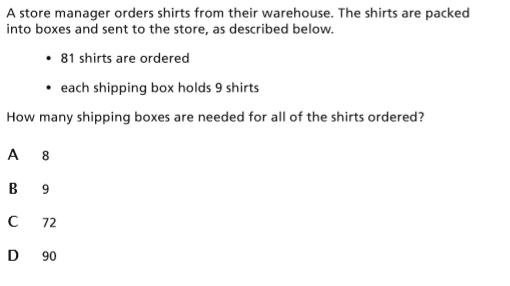 A store manager orders shirts from their warehouse. The shirts are packed
into boxes and sent to the store, as described below.
• 81 shirts are ordered
• each shipping box holds 9 shirts
How many shipping boxes are needed for all of the shirts ordered?
A 8
B 9
C 72
D 90